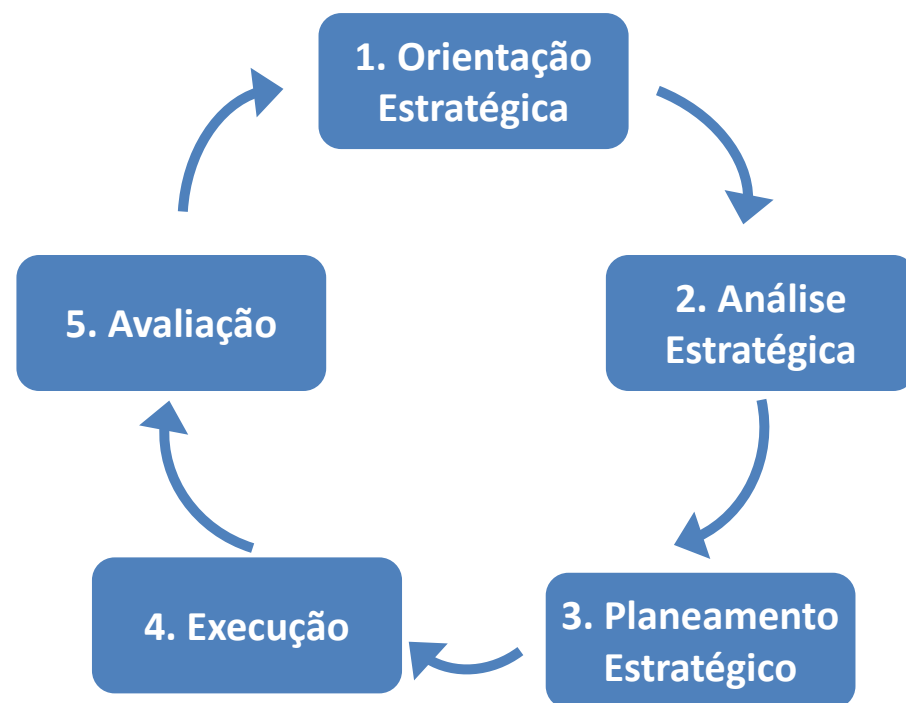 1. Orientação
Estratégica
2. Análise
Estratégica
3. Planeamento
Estratégico
4. Execução
5. Avaliação